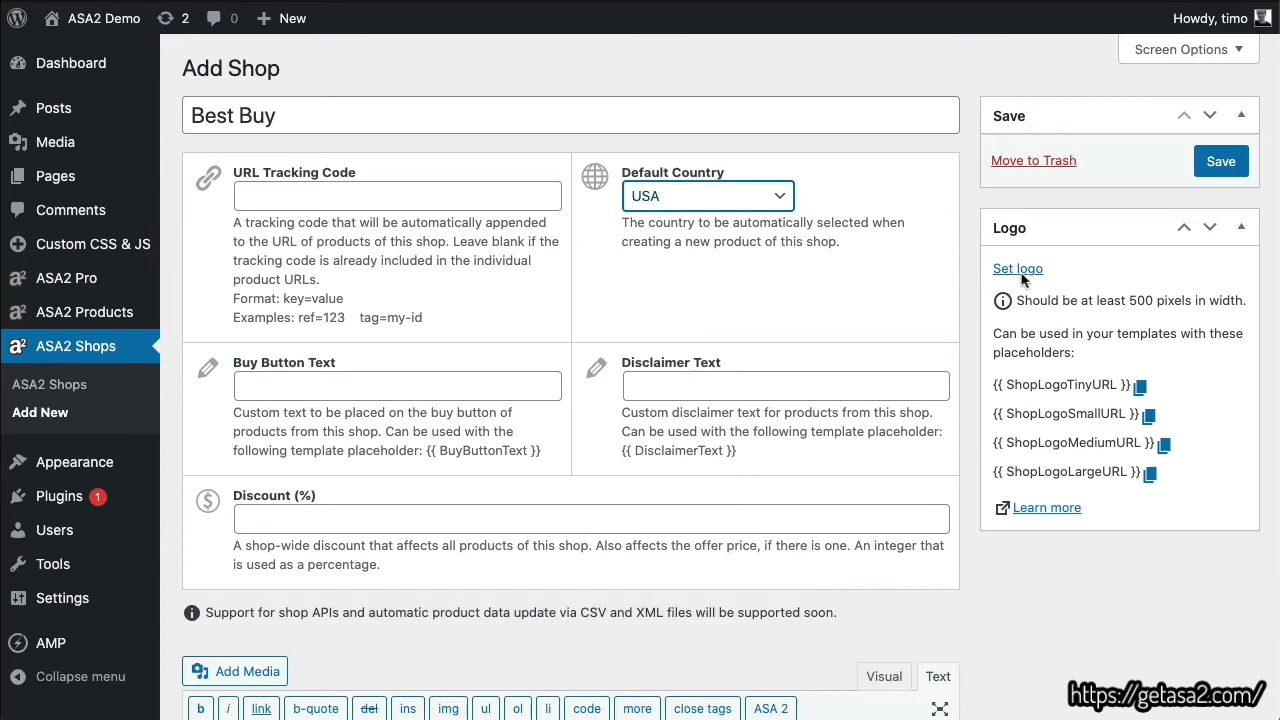 ASA2 Demo
2
0
New
Howdy, timo
Screen Options
Dashboard
Posts
Media
Pages
Comments
Custom CSS & JS
ASA2 Pro
ASA2 Products
ASA2 Shops
ASA2 Shops
Add New
Appearance
Plugins 1
Users
Tools
Settings
AMP
Collapse menu
Add Shop
Best Buy
URL Tracking Code
A tracking code that will be automatically appended
to the URL of products of this shop. Leave blank if the
tracking code is already included in the individual
product URLs.
Format: key=value
Examples: ref=123 tag=my-id
Default Country
USA
The country to be automatically selected when
creating a new product of this shop.
Buy Button Text
Custom text to be placed on the buy button of
products from this shop. Can be used with the
following template placeholder: {{ BuyButtonText }}
Disclaimer Text
Custom disclaimer text for products from this shop.
Can be used with the following template placeholder:
{{ DisclaimerText }}
Discount (%)
A shop-wide discount that affects all products of this shop. Also affects the offer price, if there is one. An integer that
is used as a percentage.
Support for shop APIs and automatic product data update via CSV and XML files will be supported soon.
Add Media
Visual
Text
b
i
link
b-quote
del
ins
img
ul
ol
li
code
more
close tags
ASA 2
Save
Move to Trash
Save
Logo
Set logo
Should be at least 500 pixels in width.
Can be used in your templates with these
placeholders:
{{ ShopLogoTinyURL }}
{{ ShopLogoSmallURL }}
{{ ShopLogoMediumURL }}
{{ ShopLogoLargeURL }}
Learn more
https://getasa2.com/